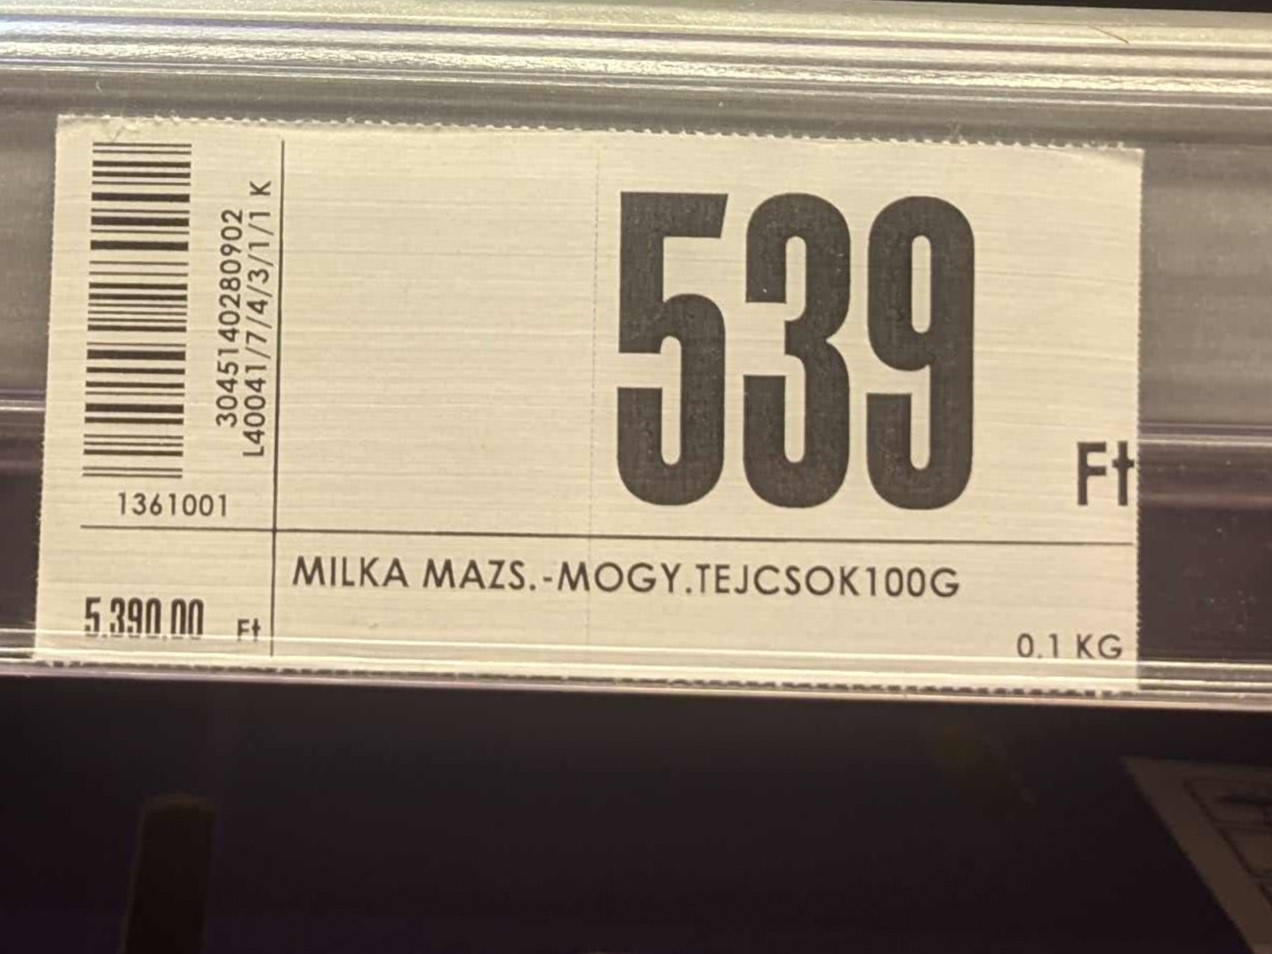 3045140280902
L40041/7/4/3/1/1 K
1361001
539
Ft
MILKA MAZS.-MOGY.TEJCSOK100G
5.390.00 Ft
0.1 KG